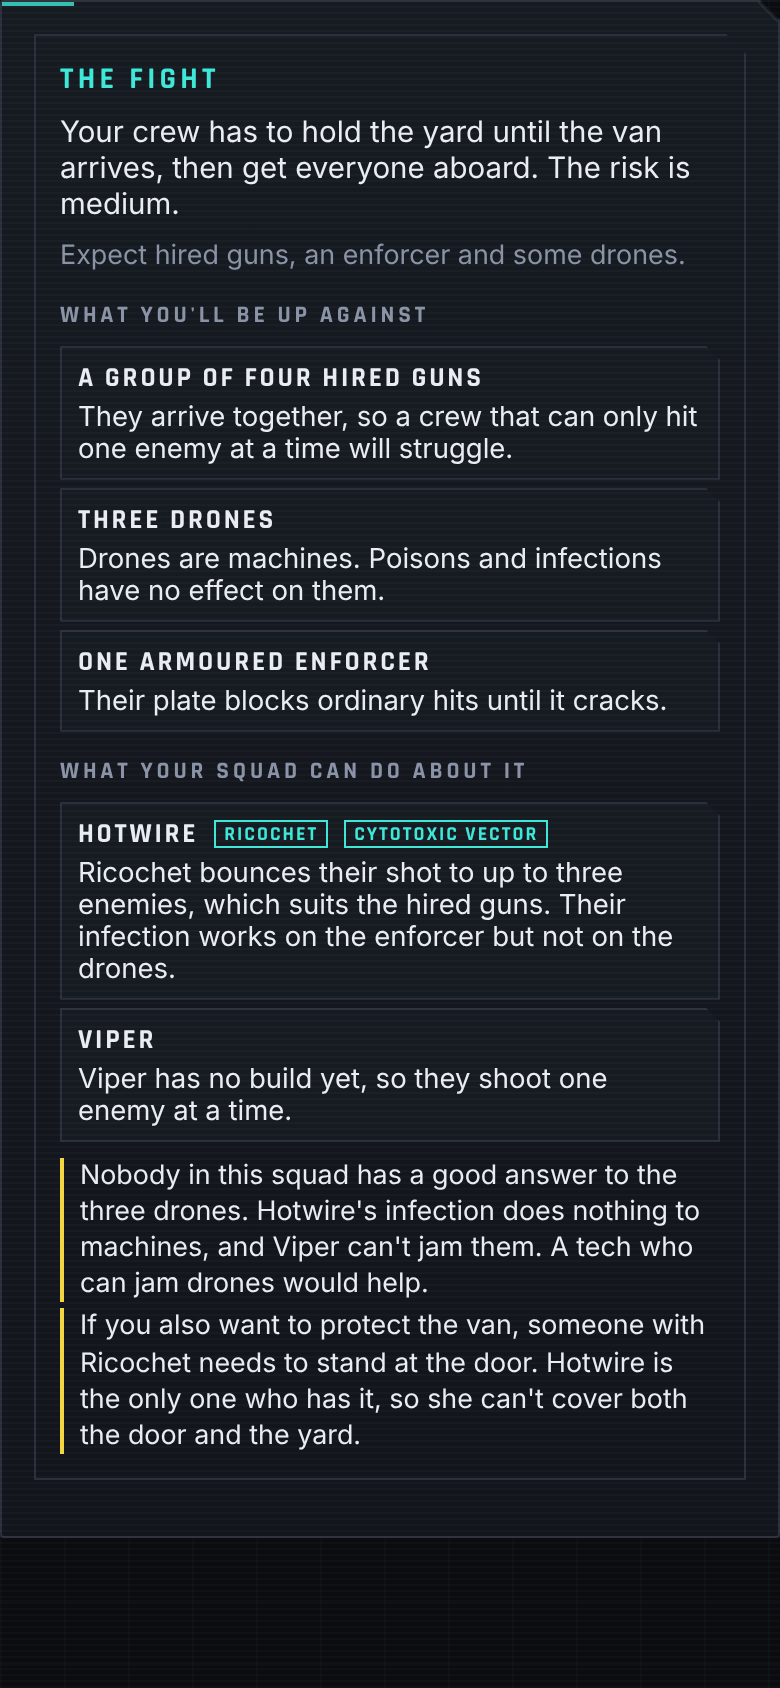 THE FIGHT
Your crew has to hold the yard until the van
arrives, then get everyone aboard. The risk is
medium.
Expect hired guns, an enforcer and some drones.
WHAT YOU'LL BE UP AGAINST
A GROUP OF FOUR HIRED GUNS
They arrive together, so a crew that can only hit
one enemy at a time will struggle.
THREE DRONES
Drones are machines. Poisons and infections
have no effect on them.
ONE ARMOURED ENFORCER
Their plate blocks ordinary hits until it cracks.
WHAT YOUR SQUAD CAN DO ABOUT IT
HOTWIRE RICOCHET CYTOTOXIC VECTOR
Ricochet bounces their shot to up to three
enemies, which suits the hired guns. Their
infection works on the enforcer but not on the
drones.
VIPER
Viper has no build yet, so they shoot one
enemy at a time.
Nobody in this squad has a good answer to the
three drones. Hotwire's infection does nothing to
machines, and Viper can't jam them. A tech who
can jam drones would help.
If you also want to protect the van, someone with
Ricochet needs to stand at the door. Hotwire is
the only one who has it, so she can't cover both
the door and the yard.